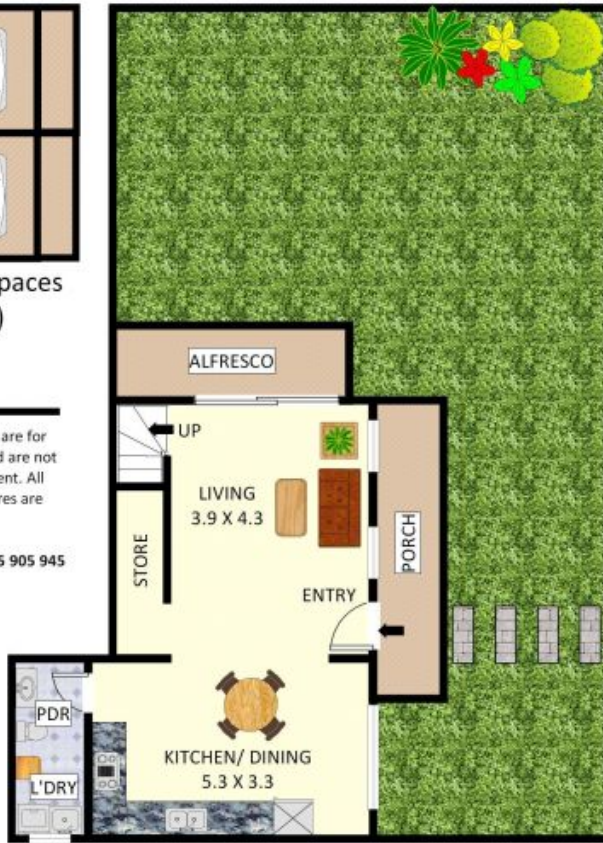 paces
)
are for
d are not
ent. All
res are
5 905 945
ALFRESCO
UP
LIVING
3.9 X 4.3
STORE
PORCH
ENTRY
PDR
L'DRY
KITCHEN/ DINING
5.3 X 3.3